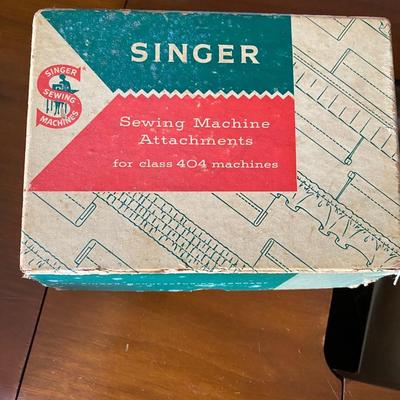 SINGER
SINGER
SEWING
MACHINES
Sewing Machine
Attachments
for class 404 machines